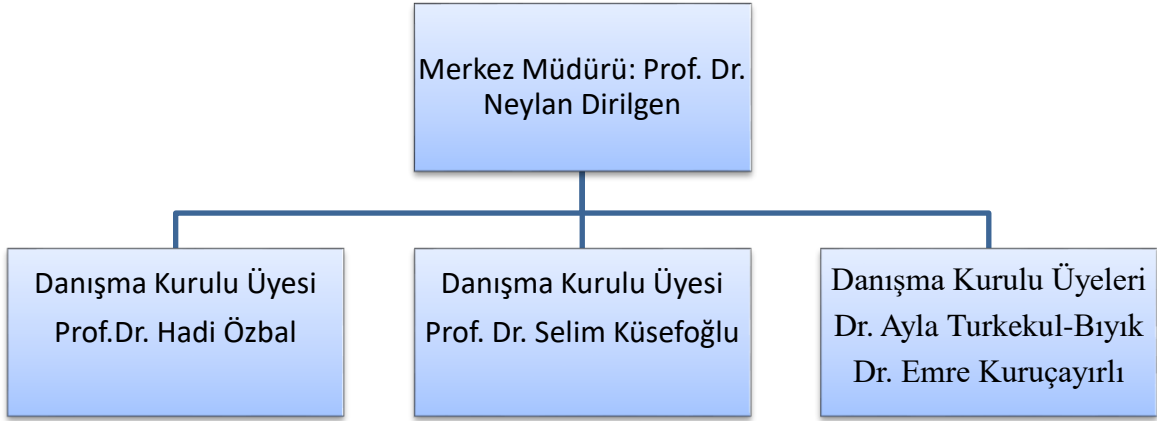 Merkez Müdürü: Prof. Dr.
Neylan Dirilgen
Danışma Kurulu Üyesi
Prof.Dr. Hadi Özbal
Danışma Kurulu Üyesi
Prof. Dr. Selim Küsefoğlu
Danışma Kurulu Üyeleri
Dr. Ayla Turkekul-Bıyık
Dr. Emre Kuruçayırlı